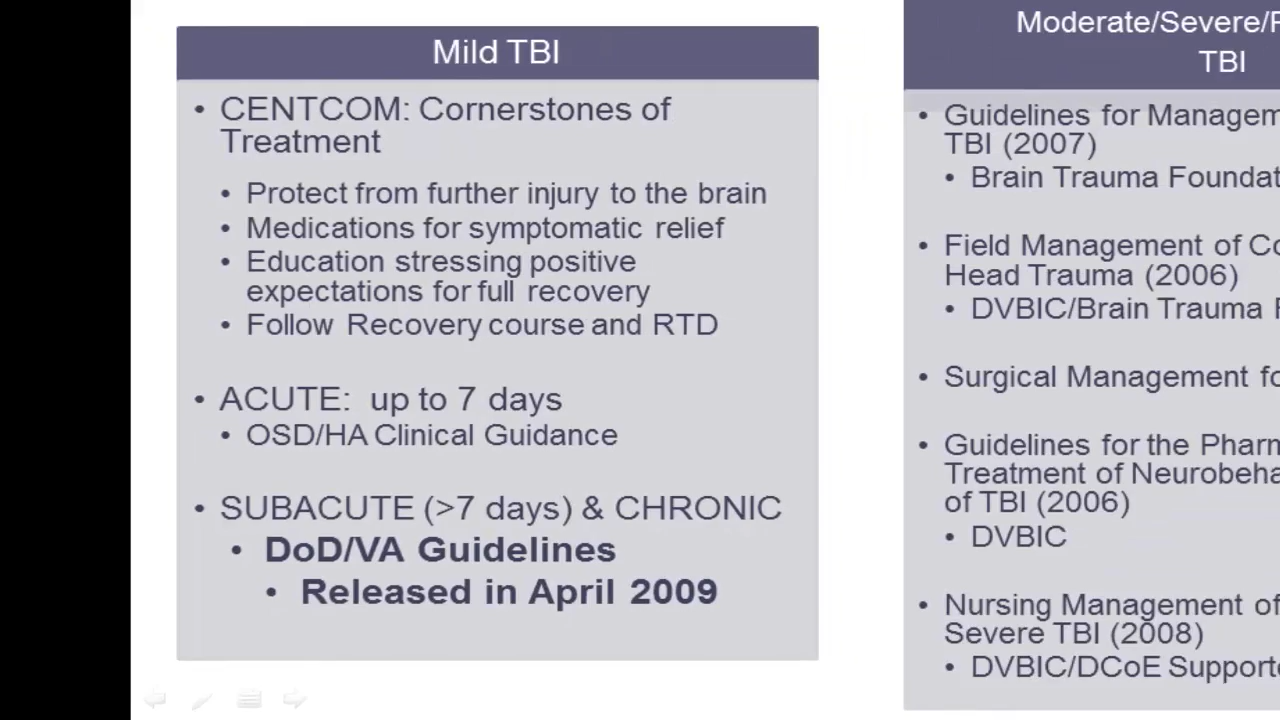 Mild TBI
• CENTCOM: Cornerstones of
Treatment
• Protect from further injury to the brain
• Medications for symptomatic relief
• Education stressing positive
expectations for full recovery
• Follow Recovery course and RTD
• ACUTE: up to 7 days
• OSD/HA Clinical Guidance
• SUBACUTE (>7 days) & CHRONIC
• DoD/VA Guidelines
• Released in April 2009
Moderate/Severe/
TBI
• Guidelines for Managem
TBI (2007)
• Brain Trauma Foundat
• Field Management of Co
Head Trauma (2006)
• DVBIC/Brain Trauma
• Surgical Management fo
• Guidelines for the Pharm
Treatment of Neurobeha
of TBI (2006)
• DVBIC
• Nursing Management of
Severe TBI (2008)
• DVBIC/DCoE Supporte